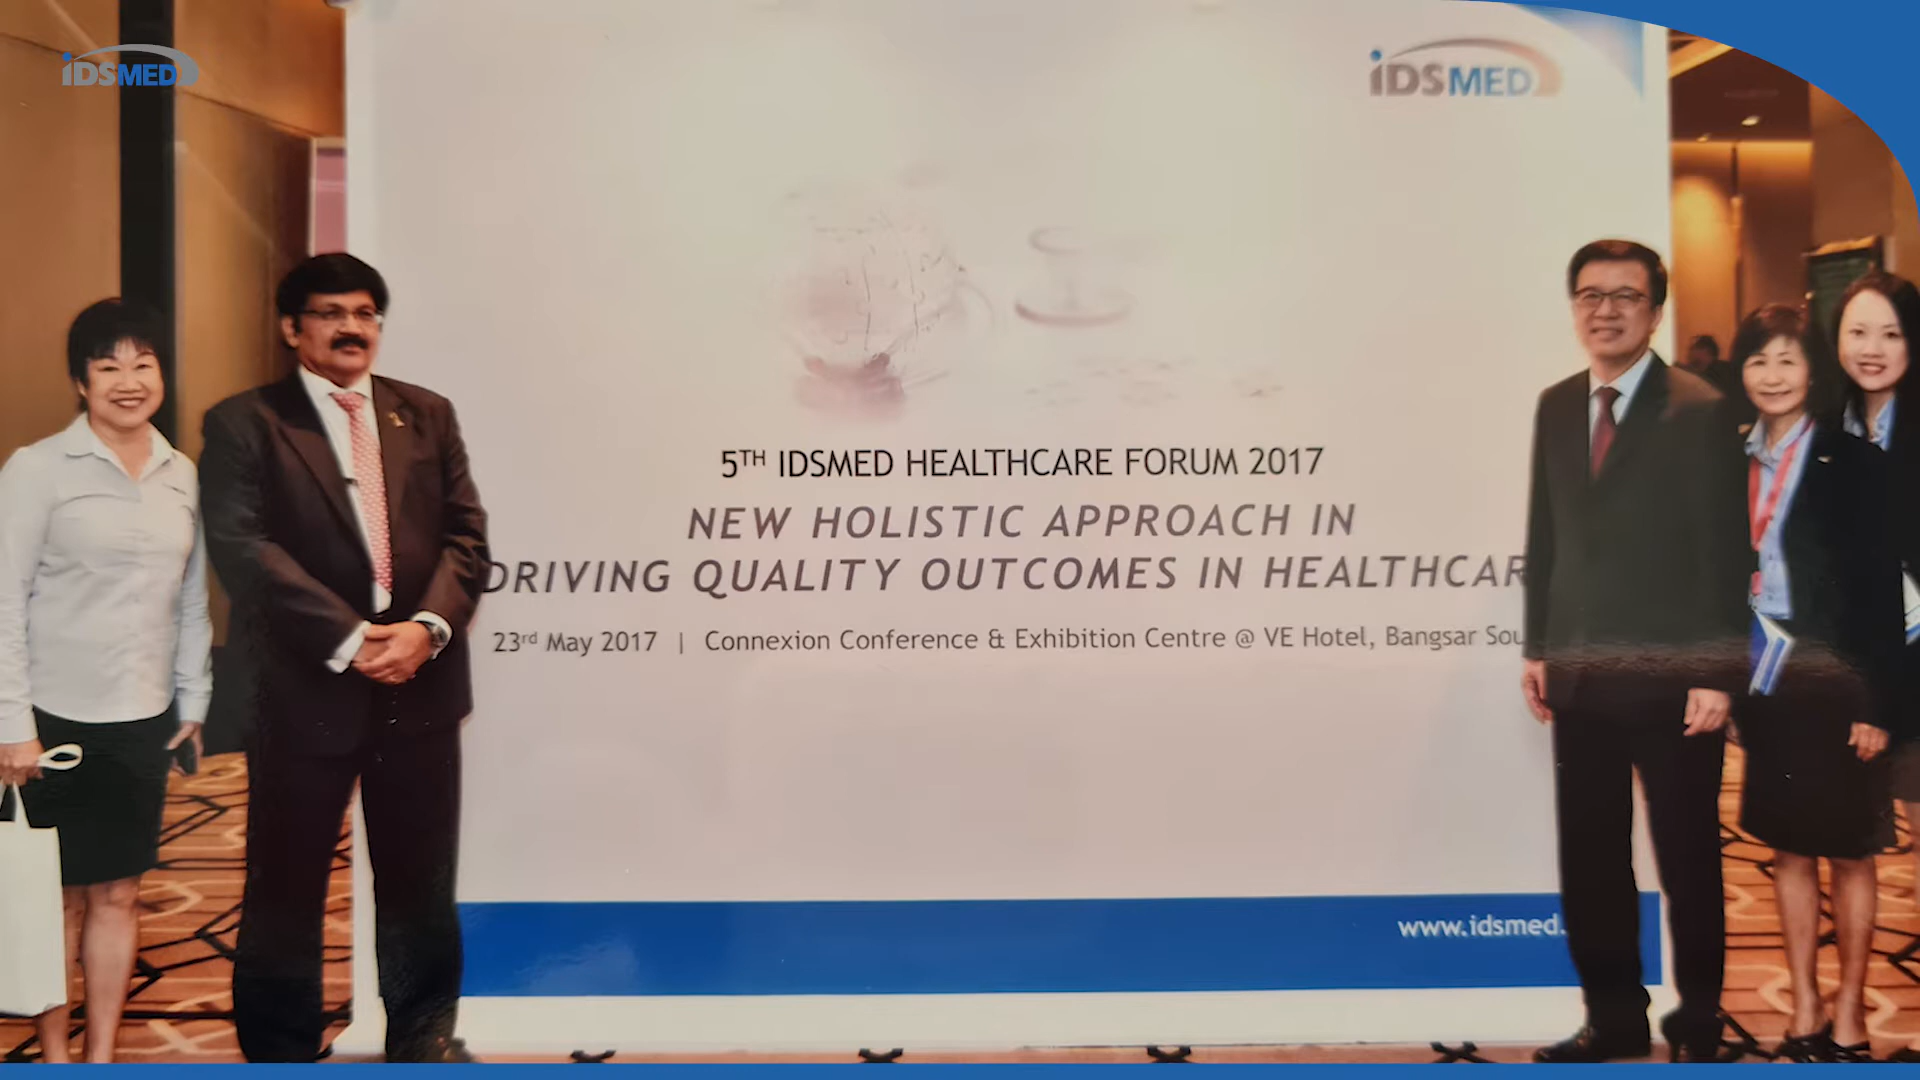 iDSMED
iDSMED
5TH IDSMED HEALTHCARE FORUM 2017
NEW HOLISTIC APPROACH IN
DRIVING QUALITY OUTCOMES IN HEALTHCAR
23rd May 2017 | Connexion Conference & Exhibition Centre @ VE Hotel, Bangsar Sou
www.idsmed.